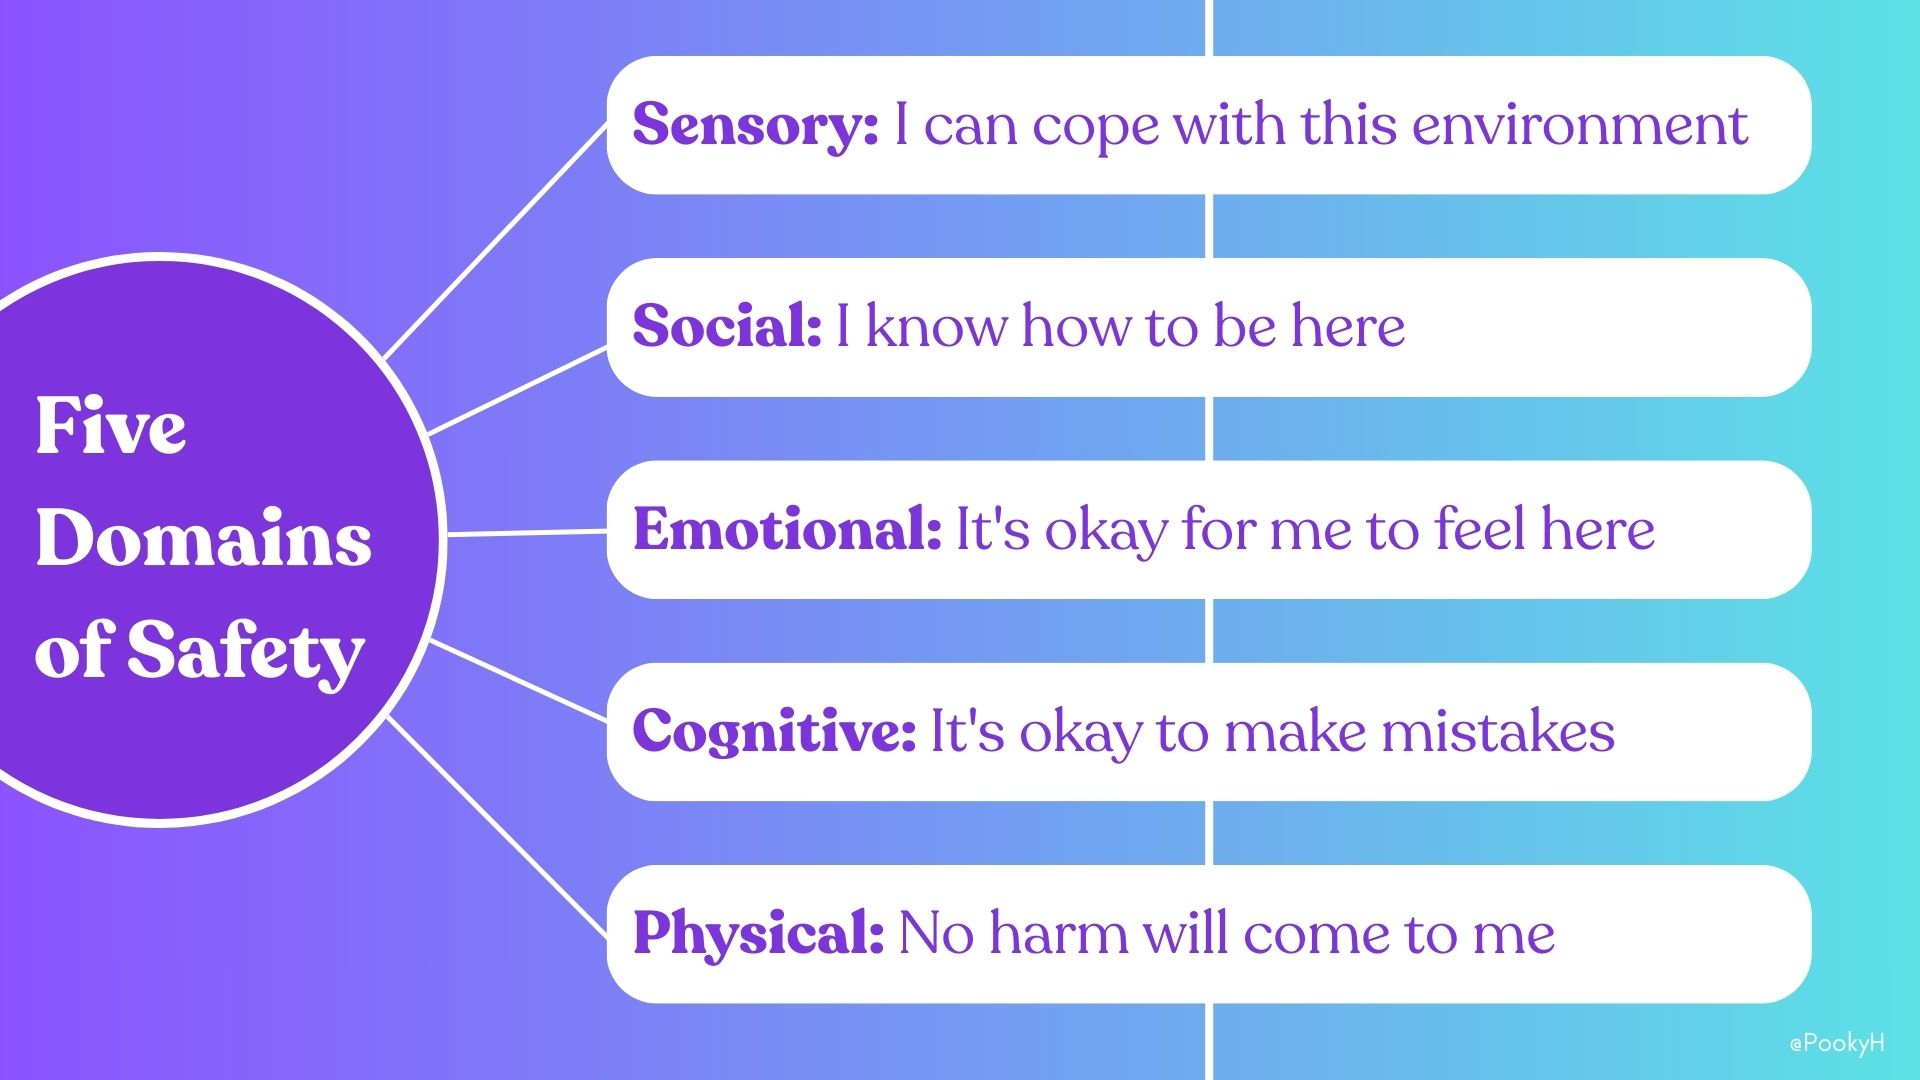 Five
Domains
of Safety
Sensory: I can cope with this environment
Social: I know how to be here
Emotional: It's okay for me to feel here
Cognitive: It's okay to make mistakes
Physical: No harm will come to me
@PookyH